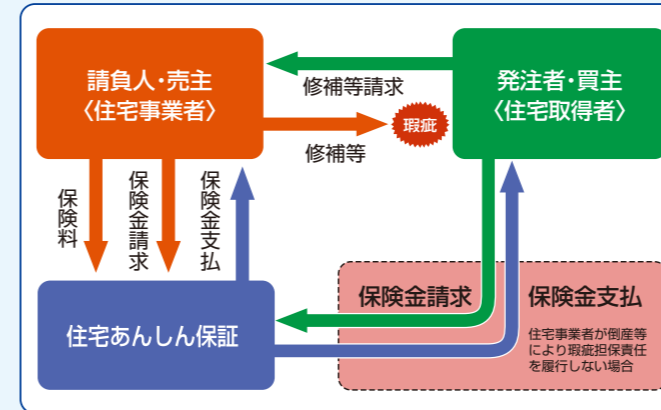 請負人・売主
〈住宅事業者〉
発注者・買主
〈住宅取得者〉
修補等請求
瑕疵
修補等
保険料
保険金請求
保険金支払
住宅あんしん保証
保険金請求
保険金支払
住宅事業者が倒産等
により瑕疵担保責任
を履行しない場合